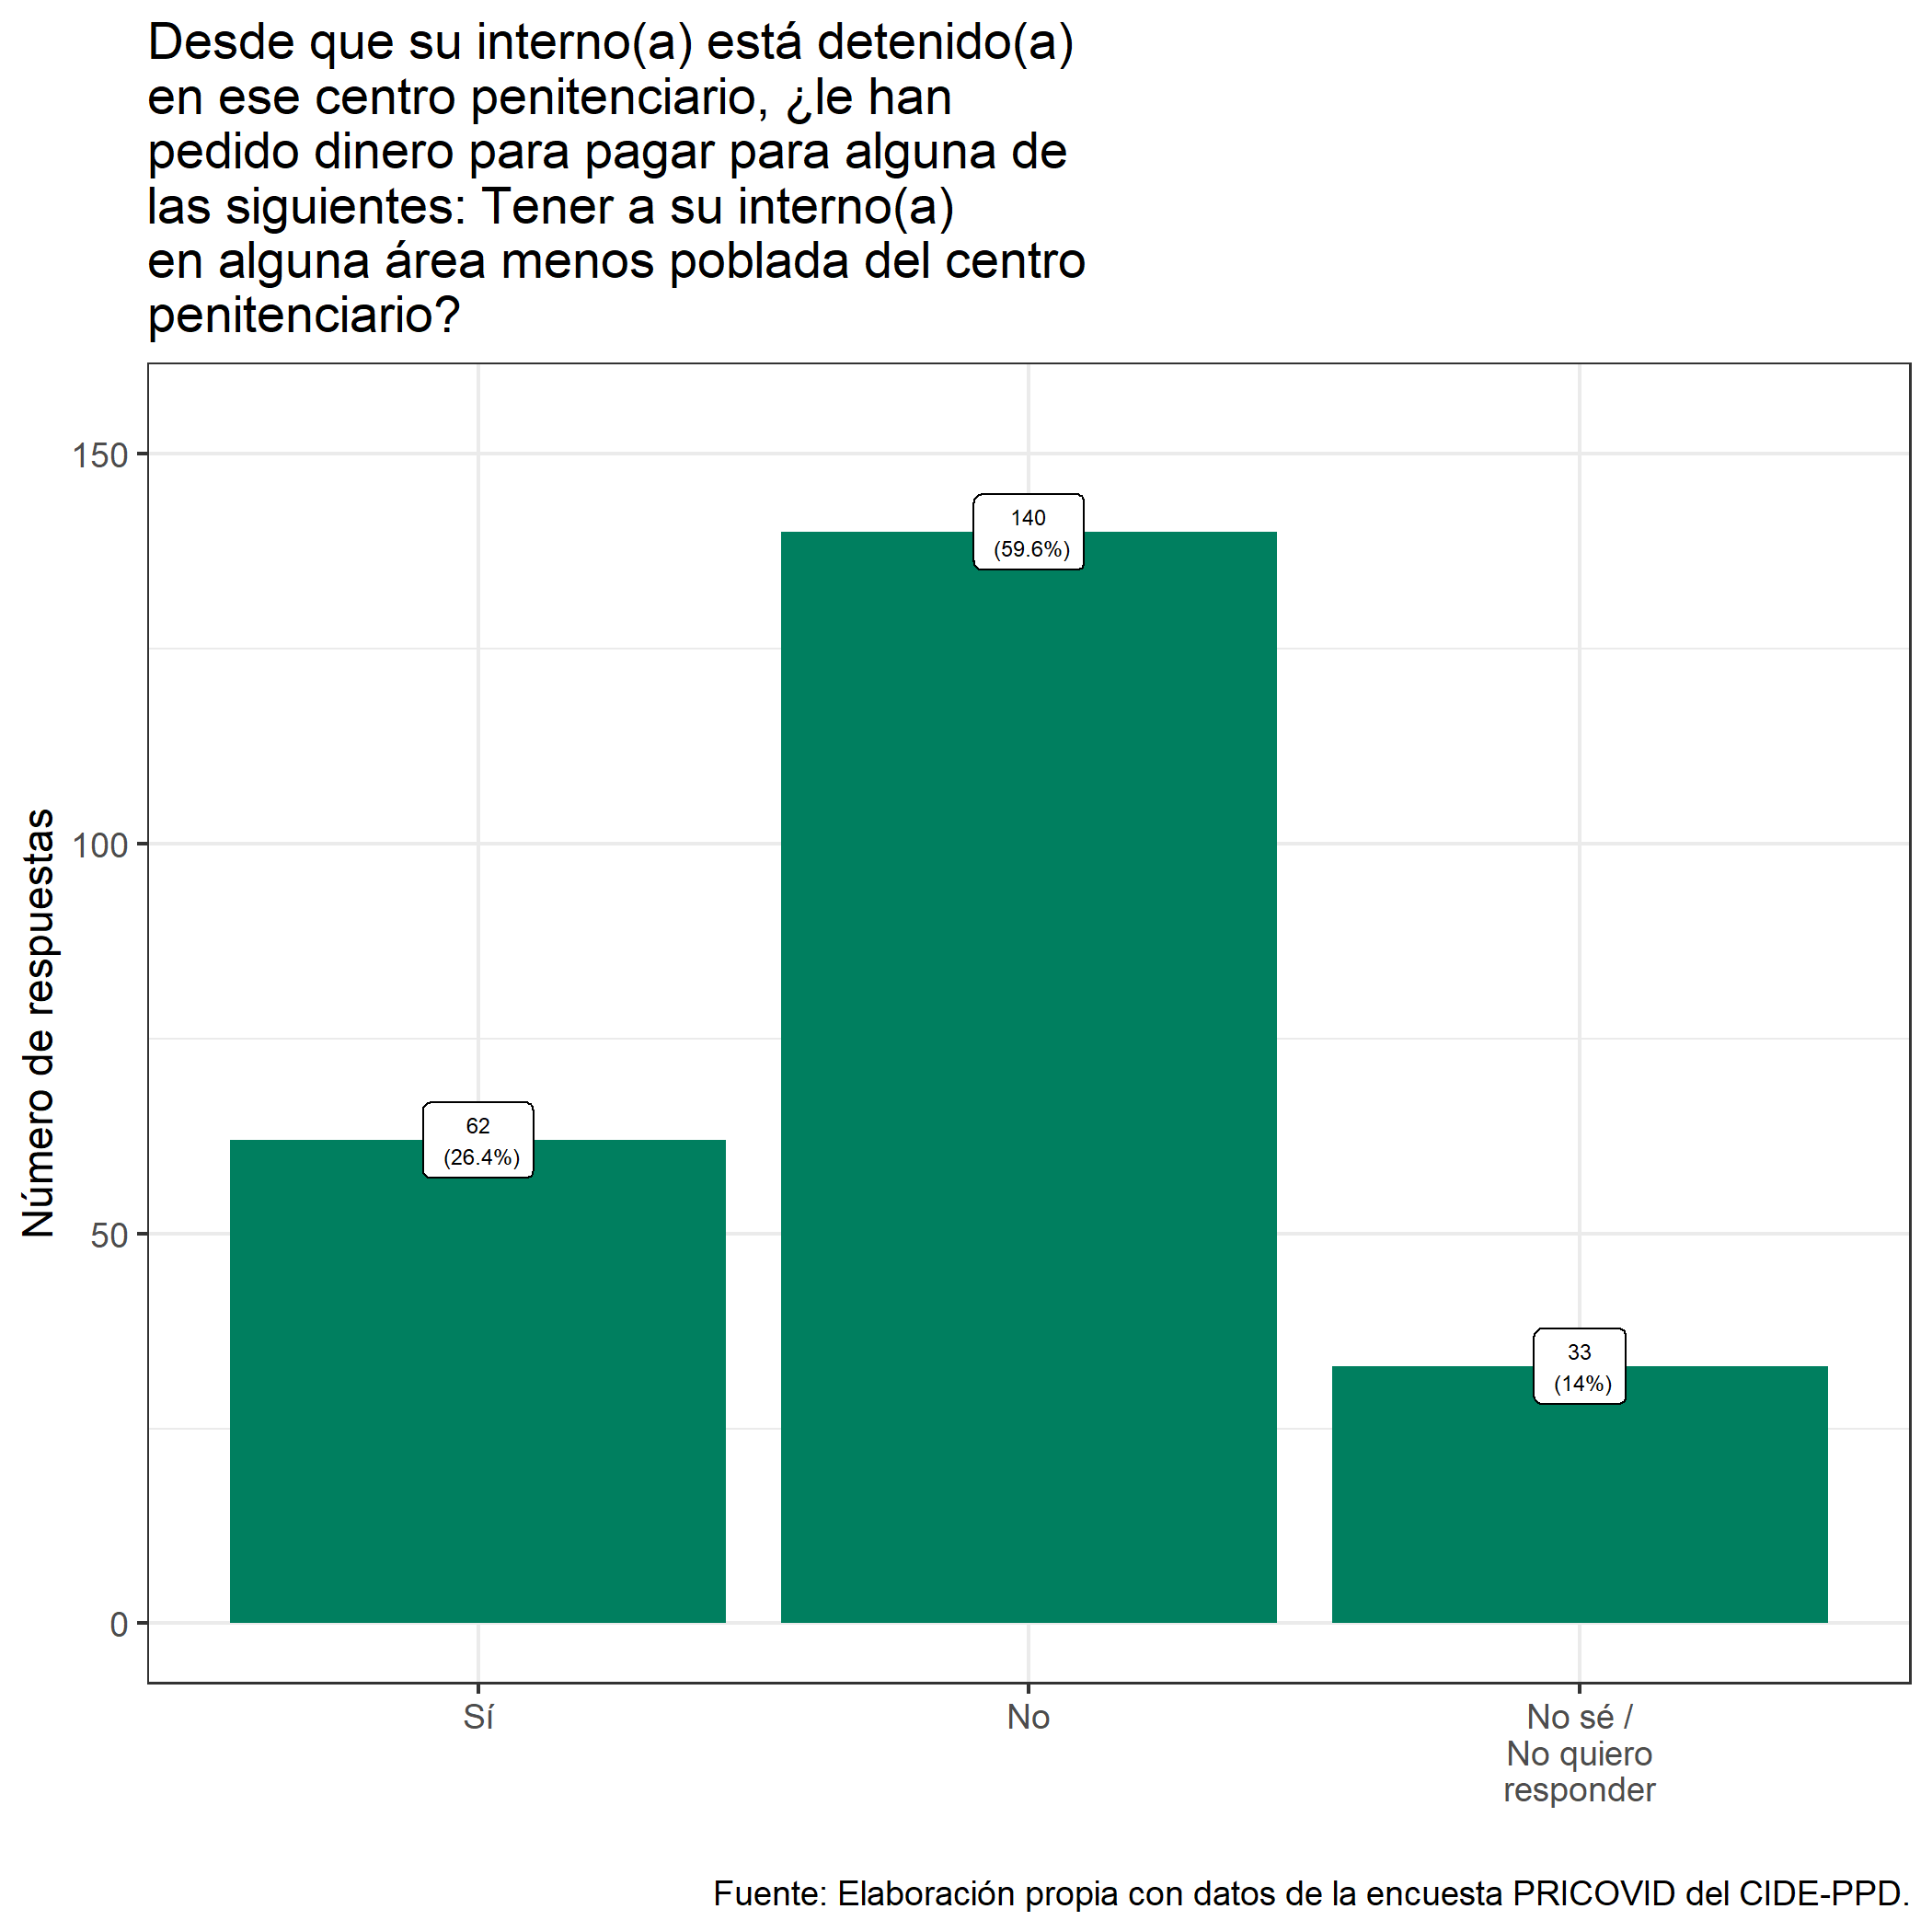 Desde que su interno(a) está detenido(a)
en ese centro penitenciario, ¿le han
pedido dinero para pagar para alguna de
las siguientes: Tener a su interno(a)
en alguna área menos poblada del centro
penitenciario?
Número de respuestas
150
100
50
0
62
(26.4%)
140
(59.6%)
33
(14%)
Sí
No
No sé /
No quiero
responder
Fuente: Elaboración propia con datos de la encuesta PRICOVID del CIDE-PPD.